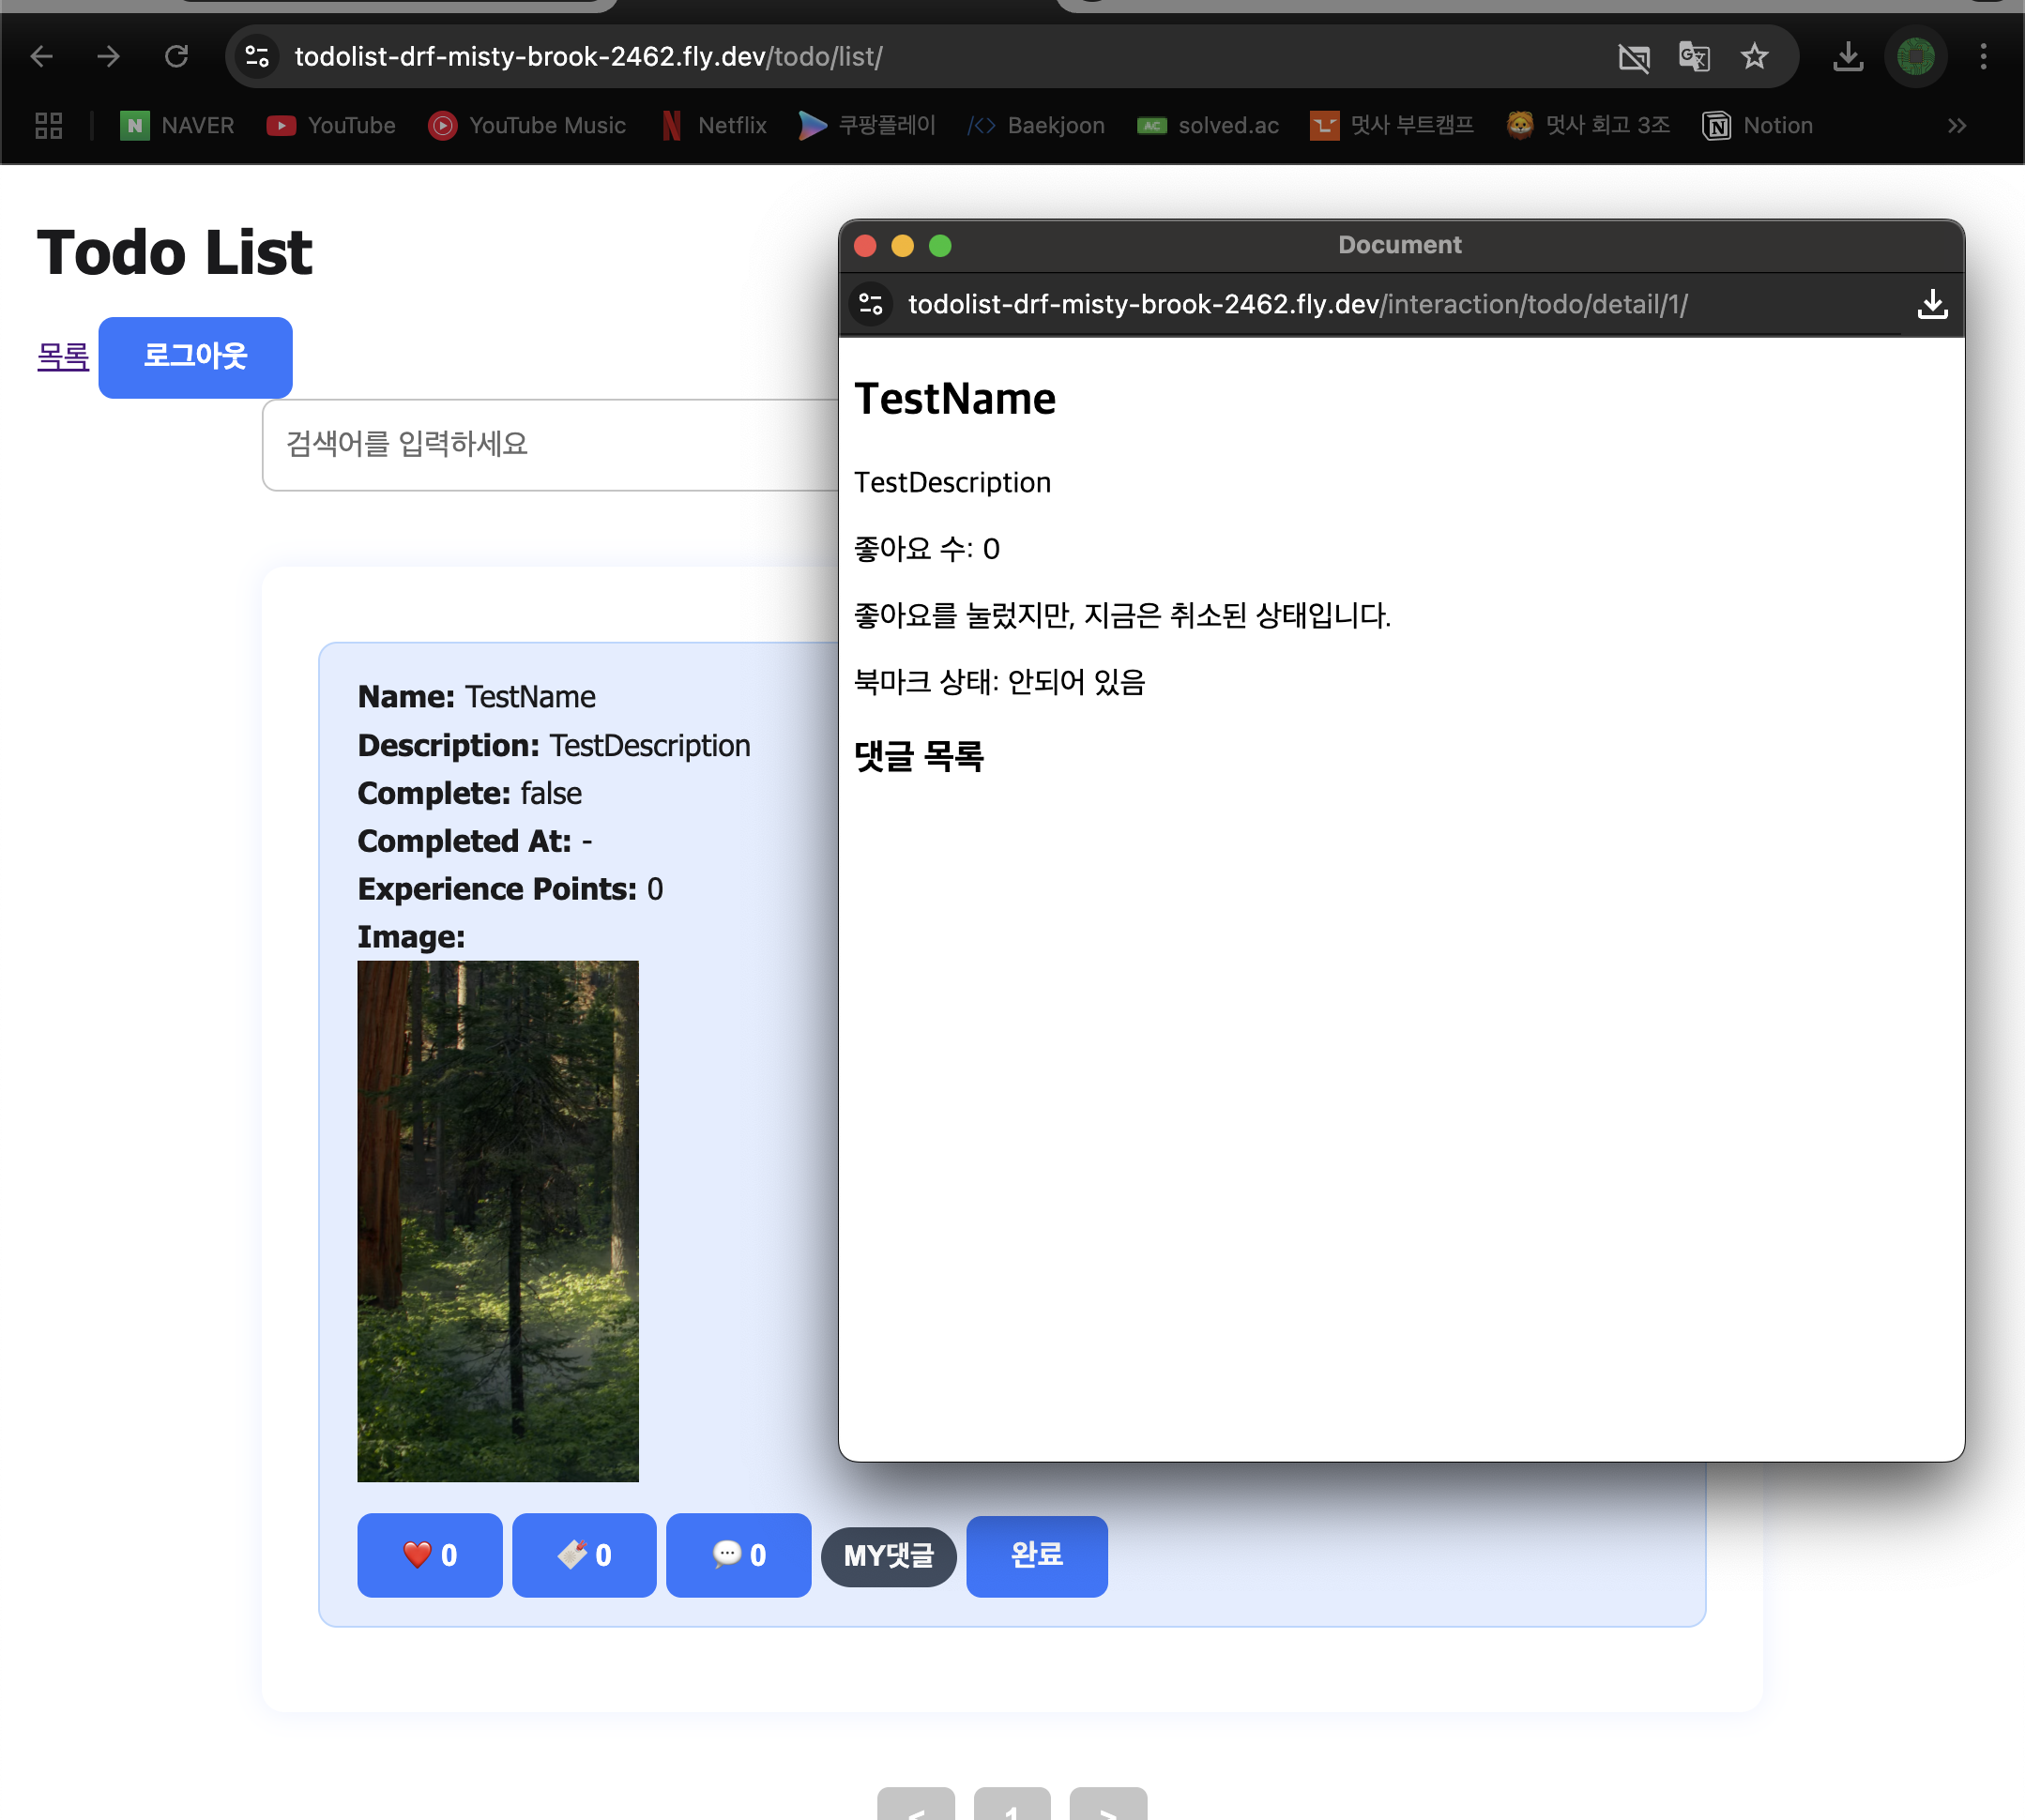 todolist-drf-misty-brook-2462.fly.dev/todo/list/
NAVER YouTube YouTube Music Netflix 쿠팡플레이 /<> Baekjoon AC solved.ac 멋사 부트캠프 멋사 회고 3조 Notion
Todo List
목록 로그아웃
검색어를 입력하세요
Name: TestName
Description: TestDescription
Complete: false
Completed At: -
Experience Points: 0
Image:
❤️ 0 0 💬 0 MY댓글 완료
< 1 >
Document
todolist-drf-misty-brook-2462.fly.dev/interaction/todo/detail/1/
TestName
TestDescription
좋아요 수: 0
좋아요를 눌렀지만, 지금은 취소된 상태입니다.
북마크 상태: 안되어 있음
댓글 목록